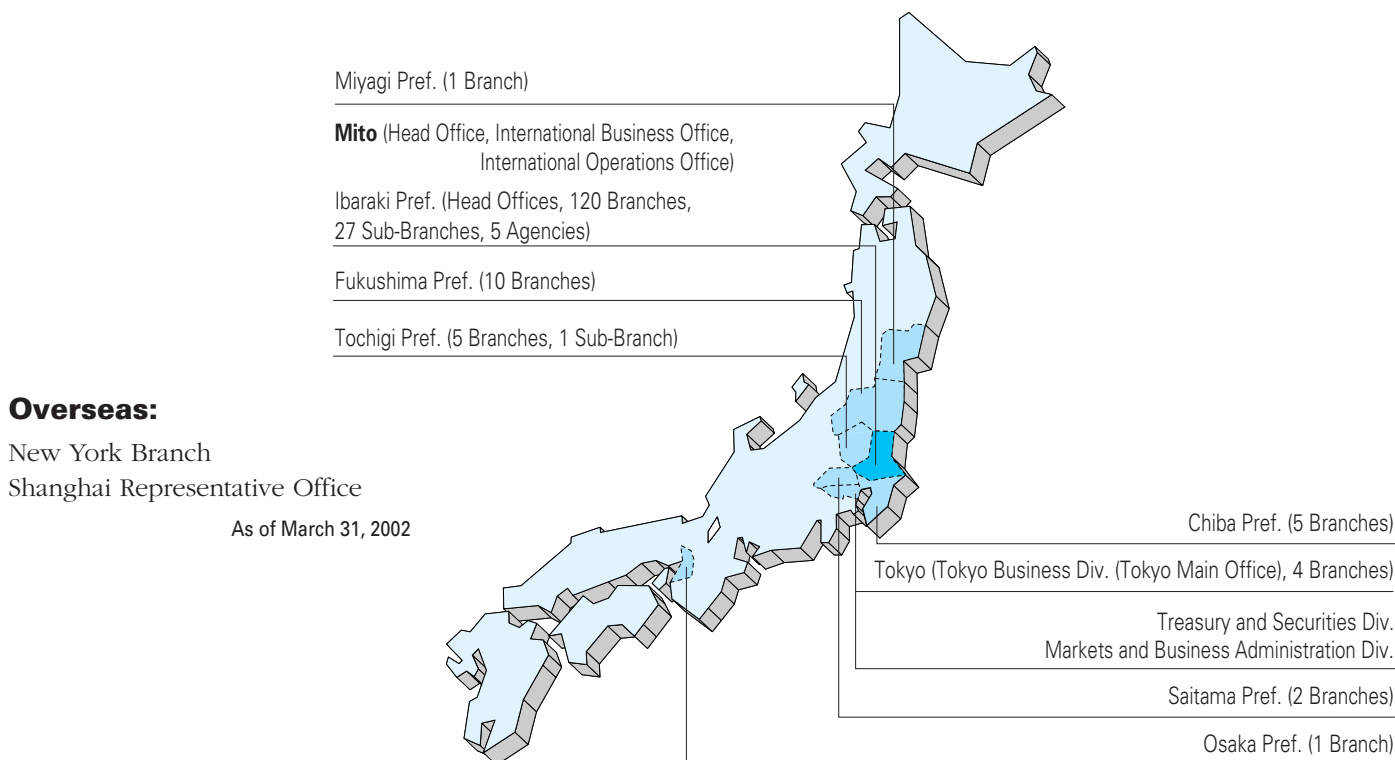 Miyagi Pref. (1 Branch)
Mito (Head Office, International Business Office,
International Operations Office)
Ibaraki Pref. (Head Offices, 120 Branches,
27 Sub-Branches, 5 Agencies)
Fukushima Pref. (10 Branches)
Tochigi Pref. (5 Branches, 1 Sub-Branch)
Overseas:
New York Branch
Shanghai Representative Office
As of March 31, 2002
Chiba Pref. (5 Branches)
Tokyo (Tokyo Business Div. (Tokyo Main Office), 4 Branches)
Treasury and Securities Div.
Markets and Business Administration Div.
Saitama Pref. (2 Branches)
Osaka Pref. (1 Branch)